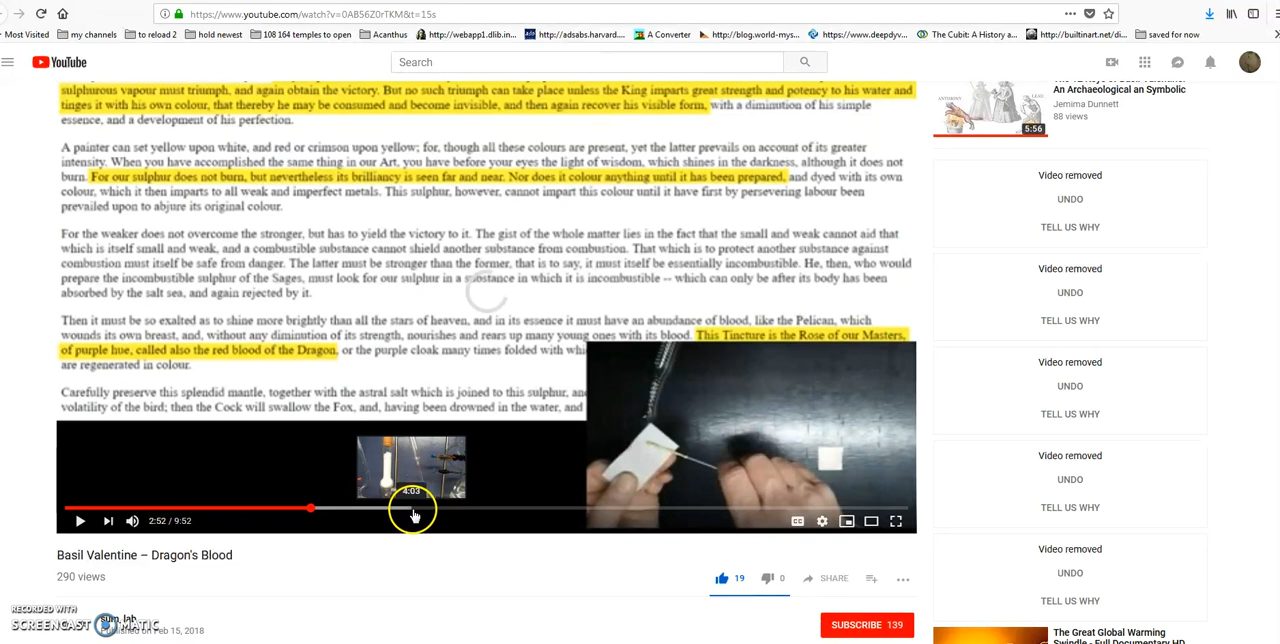 https://www.youtube.com/watch?v=0AB56Z0rTKM&t=15s
Most Visited my channels to reload 2 hold newest 108 164 temples to open Acanthus http://webapp1.dlib.in... http://adsabs.harvard.... A Converter http://blog.world-mys... https://www.deepdyv... The Cubit: A History a... http://builtinart.net/di... saved for now
YouTube
Search
sulphurous vapour must triumph, and again obtain the victory. But no such triumph can take place unless the King imparts great strength and potency to his water and
tinges it with his own colour, that thereby he may be consumed and become invisible, and then again recover his visible form, with a diminution of his simple
essence, and a development of his perfection.
A painter can set yellow upon white, and red or crimson upon yellow; for, though all these colours are present, yet the latter prevails on account of its greater
intensity. When you have accomplished the same thing in our Art, you have before your eyes the light of wisdom, which shines in the darkness, although it does not
burn. For our sulphur does not burn, but nevertheless its brilliancy is seen far and near. Nor does it colour anything until it has been prepared, and dyed with its own
colour, which it then imparts to all weak and imperfect metals. This sulphur, however, cannot impart this colour until it have first by persevering labour been
prevailed upon to abjure its original colour.
For the weaker does not overcome the stronger, but has to yield the victory to it. The gist of the whole matter lies in the fact that the small and weak cannot aid that
which is itself small and weak, and a combustible substance cannot shield another substance from combustion. That which is to protect another substance against
combustion must itself be safe from danger. The latter must be stronger than the former, that is to say, it must itself be essentially incombustible. He, then, who would
prepare the incombustible sulphur of the Sages, must look for our sulphur in a substance in which it is incombustible -- which can only be after its body has been
absorbed by the salt sea, and again rejected by it.
Then it must be so exalted as to shine more brightly than all the stars of heaven, and in its essence it must have an abundance of blood, like the Pelican, which
wounds its own breast, and, without any diminution of its strength, nourishes and rears up many young ones with its blood. This Tincture is the Rose of our Masters,
of purple hue, called also the red blood of the Dragon, or the purple cloak many times folded with whi
are regenerated in colour.
Carefully preserve this splendid mantle, together with the astral salt which is joined to this sulphur, an
volatility of the bird; then the Cock will swallow the Fox, and, having been drowned in the water, and
4:03
2:52 / 9:52
CC
Basil Valentine – Dragon's Blood
290 views
19 0 SHARE
RECORDED WITH
SCREENCAST MATIC
sum lab
Published on Feb 15, 2018
SUBSCRIBE 139
An Archaeological an Symbolic
Jemima Dunnett
88 views
ANTHONY
LEAD
5:56
Video removed
UNDO
TELL US WHY
Video removed
UNDO
TELL US WHY
Video removed
UNDO
TELL US WHY
Video removed
UNDO
TELL US WHY
Video removed
UNDO
TELL US WHY
The Great Global Warming
Swindle - Full Documentary HD